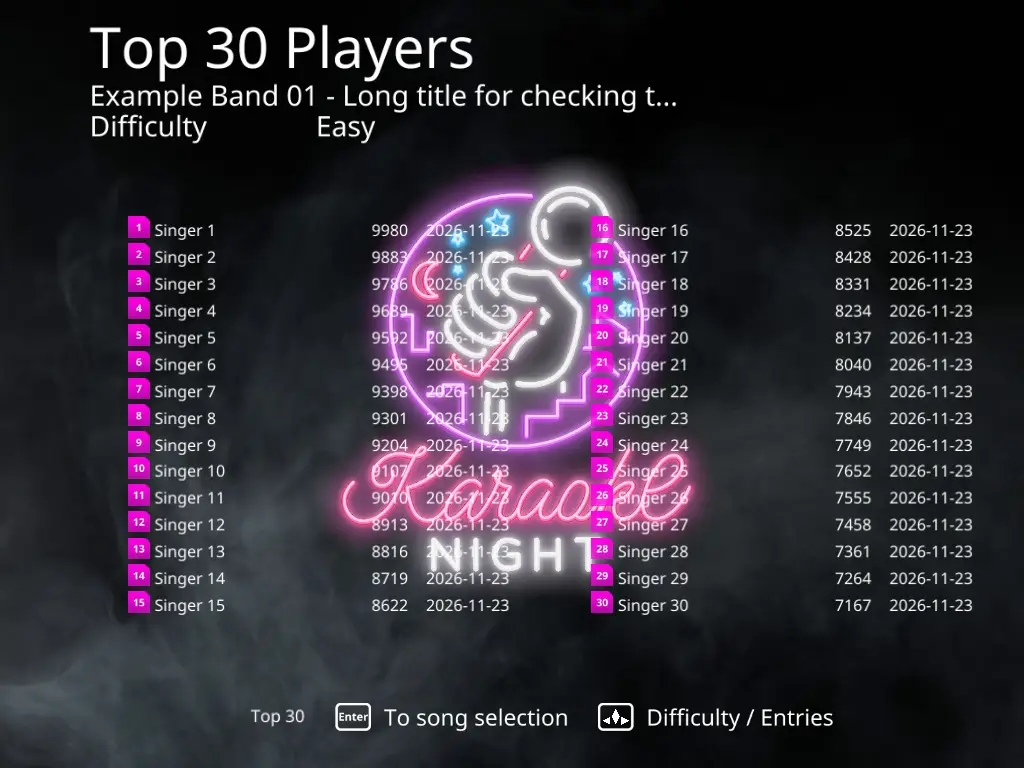 Top 30 Players
Example Band 01 - Long title for checking t...
Difficulty Easy
1 Singer 1 9980 2026-11-23
2 Singer 2 9883 2026-11-23
3 Singer 3 9786 2026-11-23
4 Singer 4 9689 2026-11-23
5 Singer 5 9592 2026-11-23
6 Singer 6 9495 2026-11-23
7 Singer 7 9398 2026-11-23
8 Singer 8 9301 2026-11-23
9 Singer 9 9204 2026-11-23
10 Singer 10 9107 2026-11-23
11 Singer 11 9010 2026-11-23
12 Singer 12 8913 2026-11-23
13 Singer 13 8816 2026-11-23
14 Singer 14 8719 2026-11-23
15 Singer 15 8622 2026-11-23
16 Singer 16 8525 2026-11-23
17 Singer 17 8428 2026-11-23
18 Singer 18 8331 2026-11-23
19 Singer 19 8234 2026-11-23
20 Singer 20 8137 2026-11-23
21 Singer 21 8040 2026-11-23
22 Singer 22 7943 2026-11-23
23 Singer 23 7846 2026-11-23
24 Singer 24 7749 2026-11-23
25 Singer 25 7652 2026-11-23
26 Singer 26 7555 2026-11-23
27 Singer 27 7458 2026-11-23
28 Singer 28 7361 2026-11-23
29 Singer 29 7264 2026-11-23
30 Singer 30 7167 2026-11-23
Karaoke
NIGHT
Top 30 Enter To song selection Difficulty / Entries